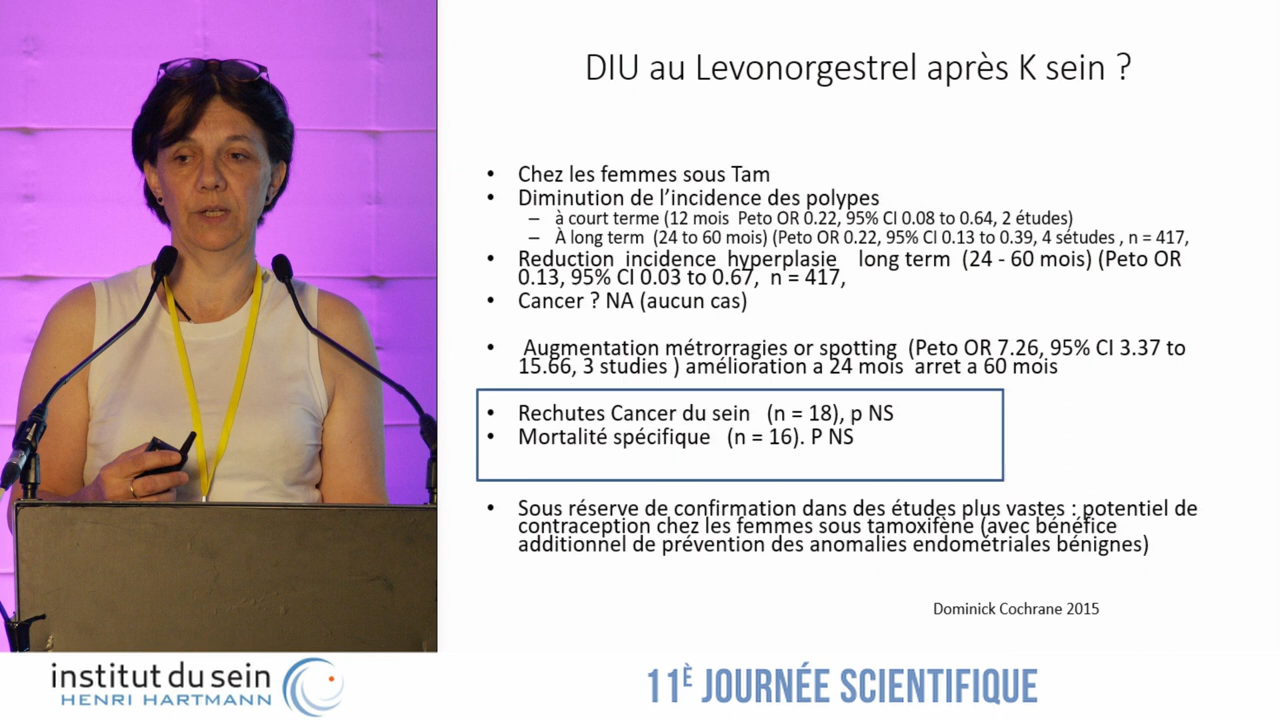 DIU au Levonorgestrel après K sein ?
• Chez les femmes sous Tam
• Diminution de l’incidence des polypes
– à court terme (12 mois Peto OR 0.22, 95% CI 0.08 to 0.64, 2 études)
– À long term (24 to 60 mois) (Peto OR 0.22, 95% CI 0.13 to 0.39, 4 sétudes , n = 417,
• Reduction incidence hyperplasie long term (24 - 60 mois) (Peto OR
0.13, 95% CI 0.03 to 0.67, n = 417,
• Cancer ? NA (aucun cas)
• Augmentation métrorragies or spotting (Peto OR 7.26, 95% CI 3.37 to
15.66, 3 studies ) amélioration a 24 mois arret a 60 mois
• Rechutes Cancer du sein (n = 18), p NS
• Mortalité spécifique (n = 16). P NS
• Sous réserve de confirmation dans des études plus vastes : potentiel de
contraception chez les femmes sous tamoxifène (avec bénéfice
additionnel de prévention des anomalies endométriales bénignes)
Dominick Cochrane 2015
institut du sein
HENRI HARTMANN
11È JOURNÉE SCIENTIFIQUE